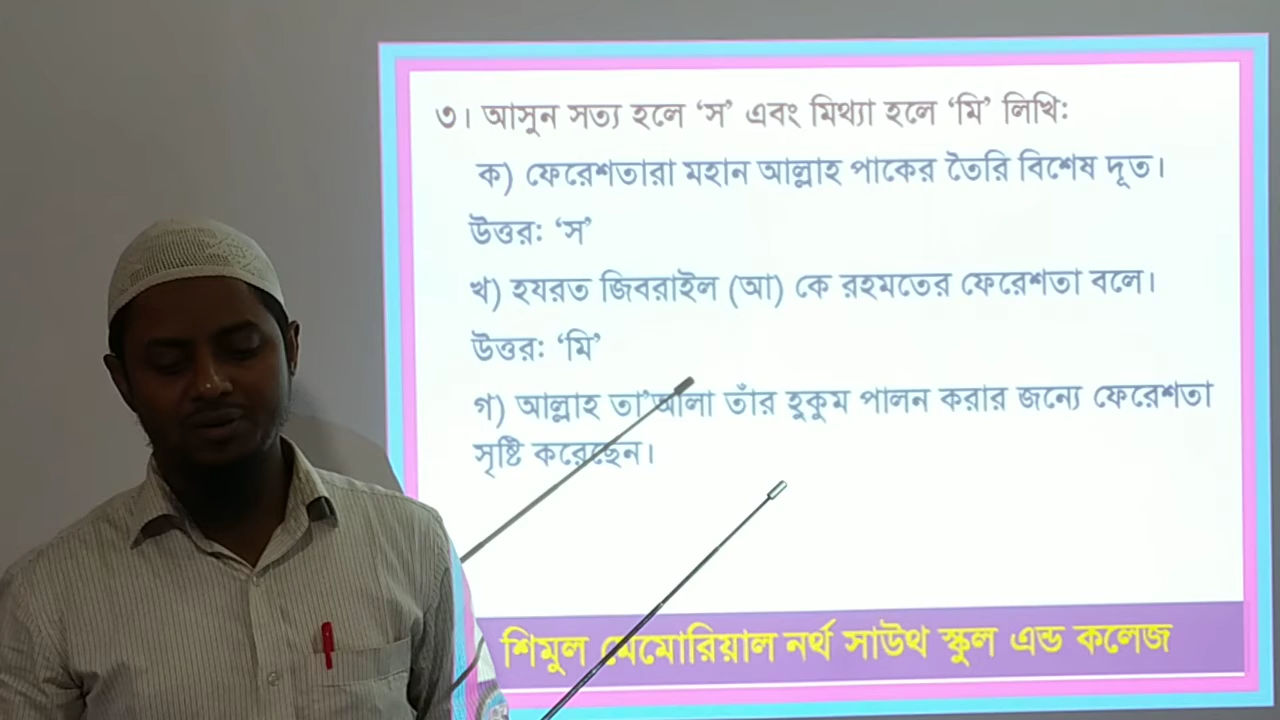 ৩। আসুন সত্য হলে ‘স’ এবং মিথ্যা হলে ‘মি’ লিখি:
ক) ফেরেশতারা মহান আল্লাহ পাকের তৈরি বিশেষ দূত।
উত্তর: ‘স’
খ) হযরত জিবরাইল (আ) কে রহমতের ফেরেশতা বলে।
উত্তর: ‘মি’
গ) আল্লাহ তা’আলা তাঁর হুকুম পালন করার জন্যে ফেরেশতা
সৃষ্টি করেছেন।
শিমুল মেমোরিয়াল নর্থ সাউথ স্কুল এন্ড কলেজ